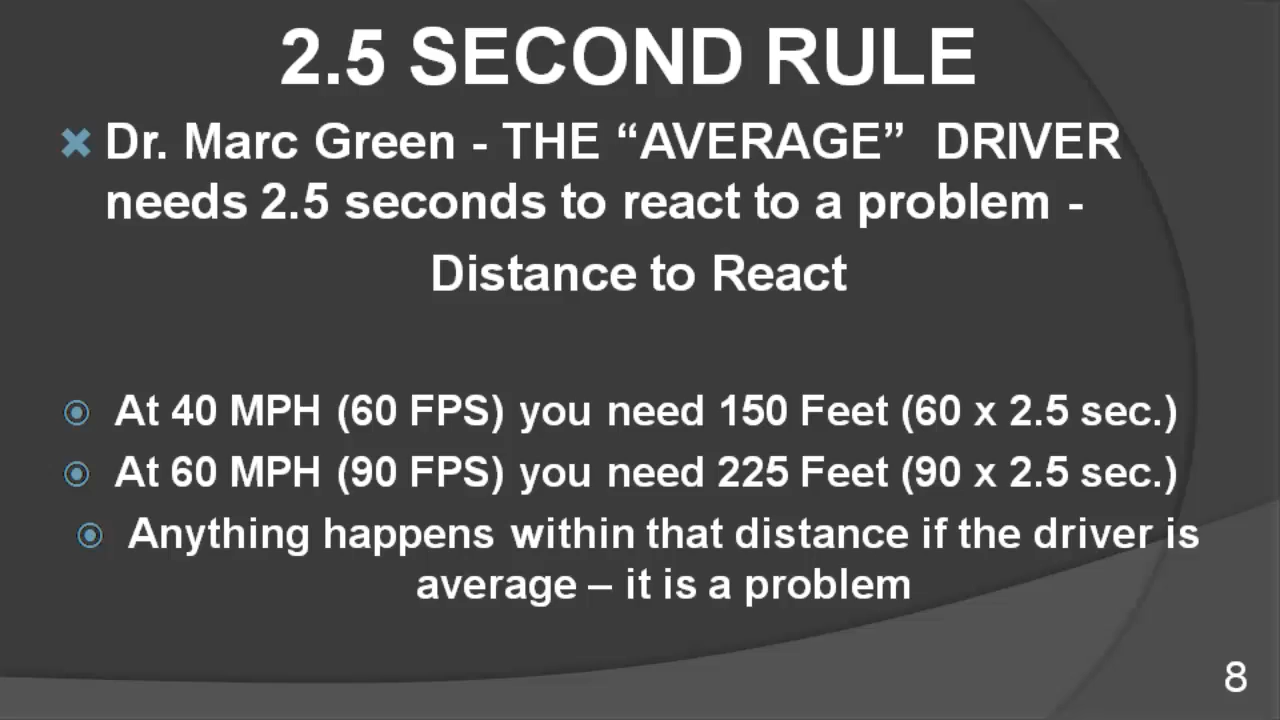 2.5 SECOND RULE
Dr. Marc Green - THE “AVERAGE” DRIVER
needs 2.5 seconds to react to a problem -
Distance to React
At 40 MPH (60 FPS) you need 150 Feet (60 x 2.5 sec.)
At 60 MPH (90 FPS) you need 225 Feet (90 x 2.5 sec.)
Anything happens within that distance if the driver is
average – it is a problem
8